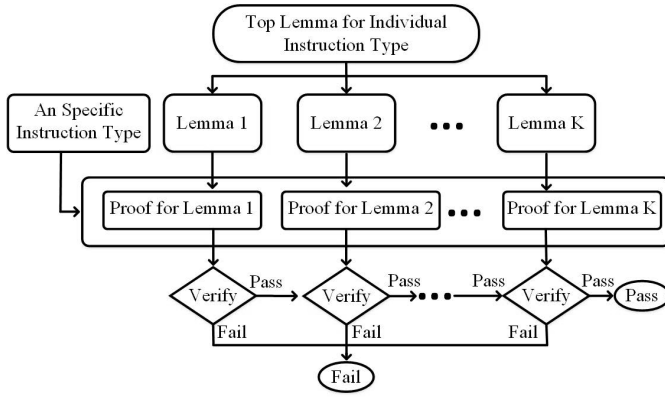 Top Lemma for Individual
Instruction Type
An Specific
Instruction Type
Lemma 1
Lemma 2
Lemma K
Proof for Lemma 1
Proof for Lemma 2
Proof for Lemma K
Verify
Pass
Verify
Pass
Pass
Verify
Pass
Pass
Fail
Fail
Fail
Fail